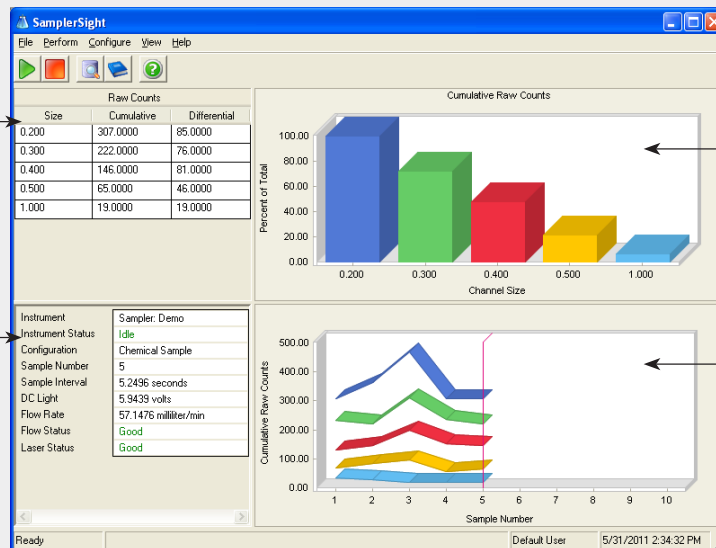 SamplerSight
File Perform Configure View Help
Raw Counts
Size Cumulative Differential
0.200 307.0000 85.0000
0.300 222.0000 76.0000
0.400 146.0000 81.0000
0.500 65.0000 46.0000
1.000 19.0000 19.0000
Cumulative Raw Counts
Percent of Total
100.00
80.00
60.00
40.00
20.00
0.00
0.200 0.300 0.400 0.500 1.000
Channel Size
Instrument Sampler: Demo
Instrument Status Idle
Configuration Chemical Sample
Sample Number 5
Sample Interval 5.2496 seconds
DC Light 5.9439 volts
Flow Rate 57.1476 milliliter/min
Flow Status Good
Laser Status Good
Cumulative Raw Counts
500.00
400.00
300.00
200.00
100.00
0.00
1 2 3 4 5 6 7 8 9 10
Sample Number
Ready Default User 5/31/2011 2:34:32 PM